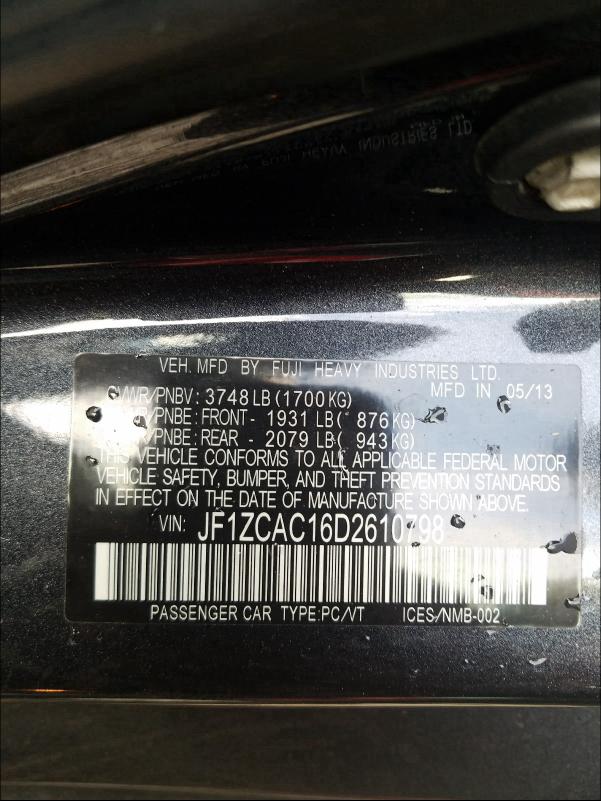 VEH. MFD BY FUJI HEAVY INDUSTRIES LTD.
GVWR/PNBV: 3748 LB (1700 KG) MFD IN 05/13
/PNBE: FRONT - 1931 LB ( 876 KG)
/PNBE: REAR - 2079 LB ( 943 KG)
THIS VEHICLE CONFORMS TO ALL APPLICABLE FEDERAL MOTOR
VEHICLE SAFETY, BUMPER, AND THEFT PREVENTION STANDARDS
IN EFFECT ON THE DATE OF MANUFACTURE SHOWN ABOVE.
VIN: JF1ZCAC16D2610798
PASSENGER CAR TYPE:PC/VT ICES/NMB-002